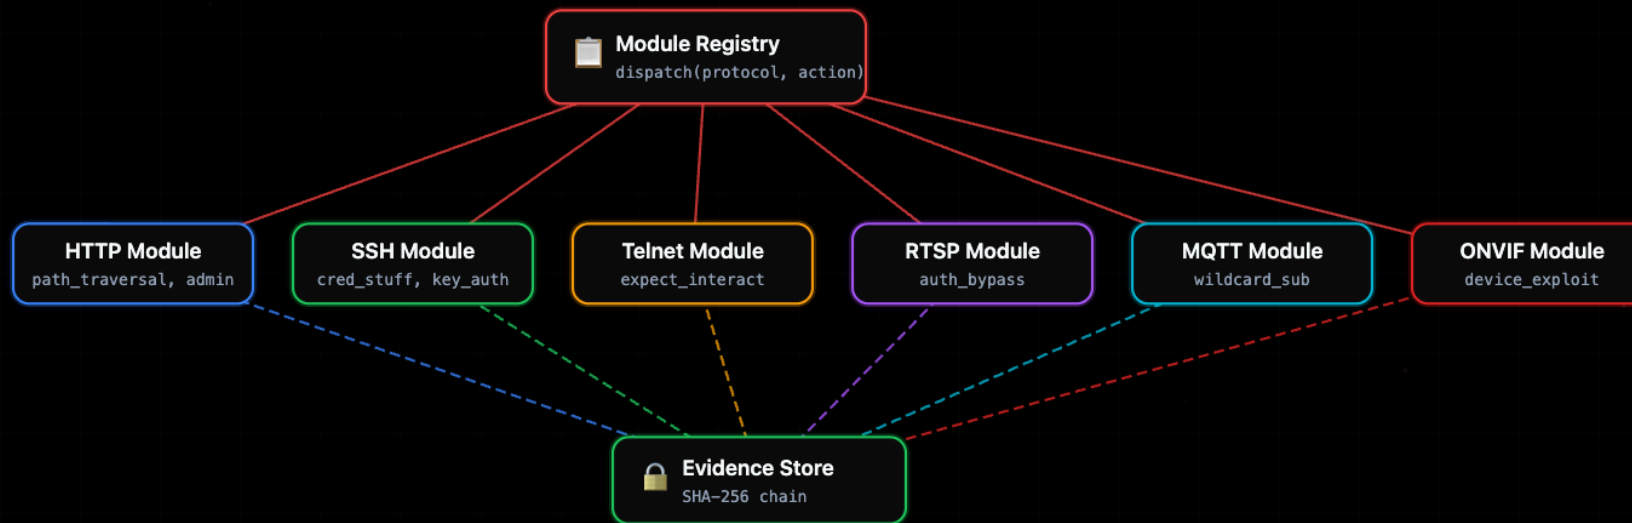 Module Registry
dispatch(protocol, action)
HTTP Module
path_traversal, admin
SSH Module
cred_stuff, key_auth
Telnet Module
expect_interact
RTSP Module
auth_bypass
MQTT Module
wildcard_sub
ONVIF Module
device_exploit
Evidence Store
SHA-256 chain